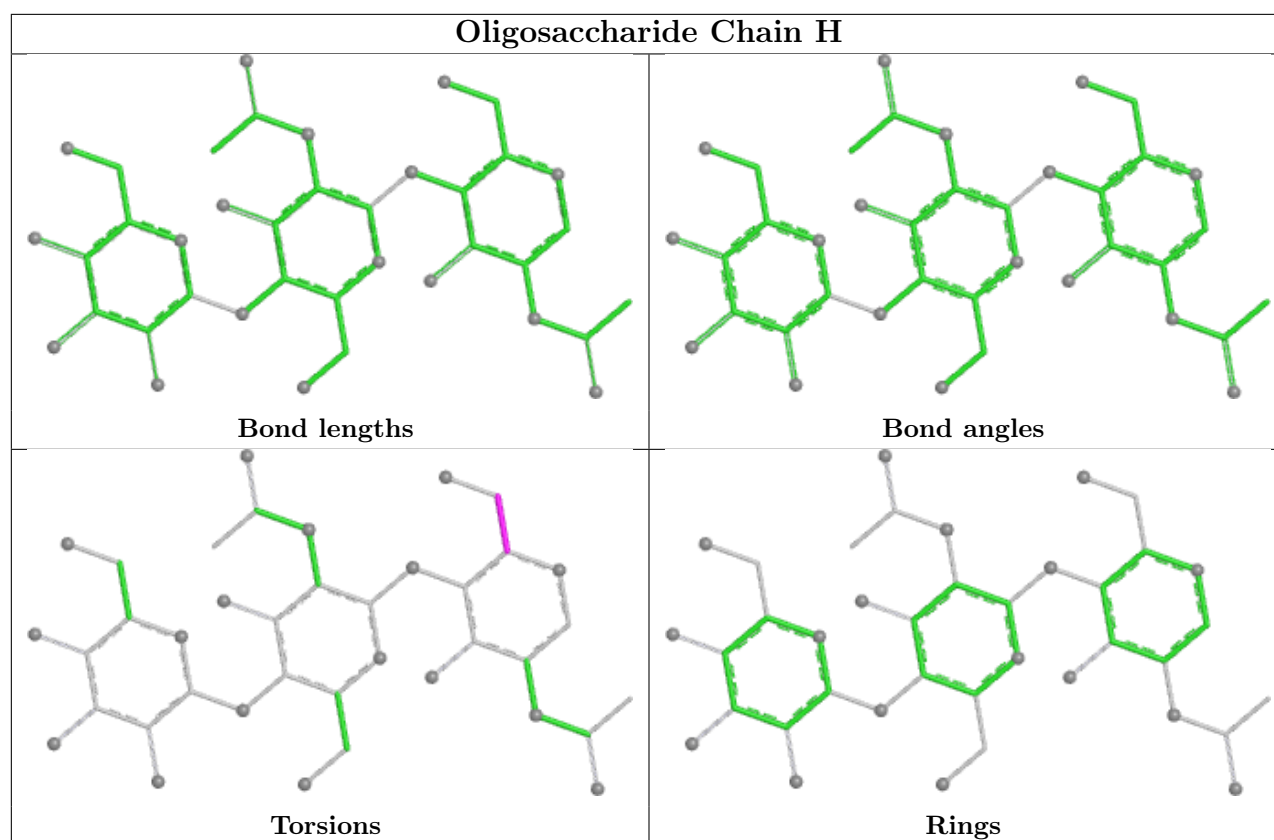 Oligosaccharide Chain H
Bond lengths
Bond angles
Torsions
Rings